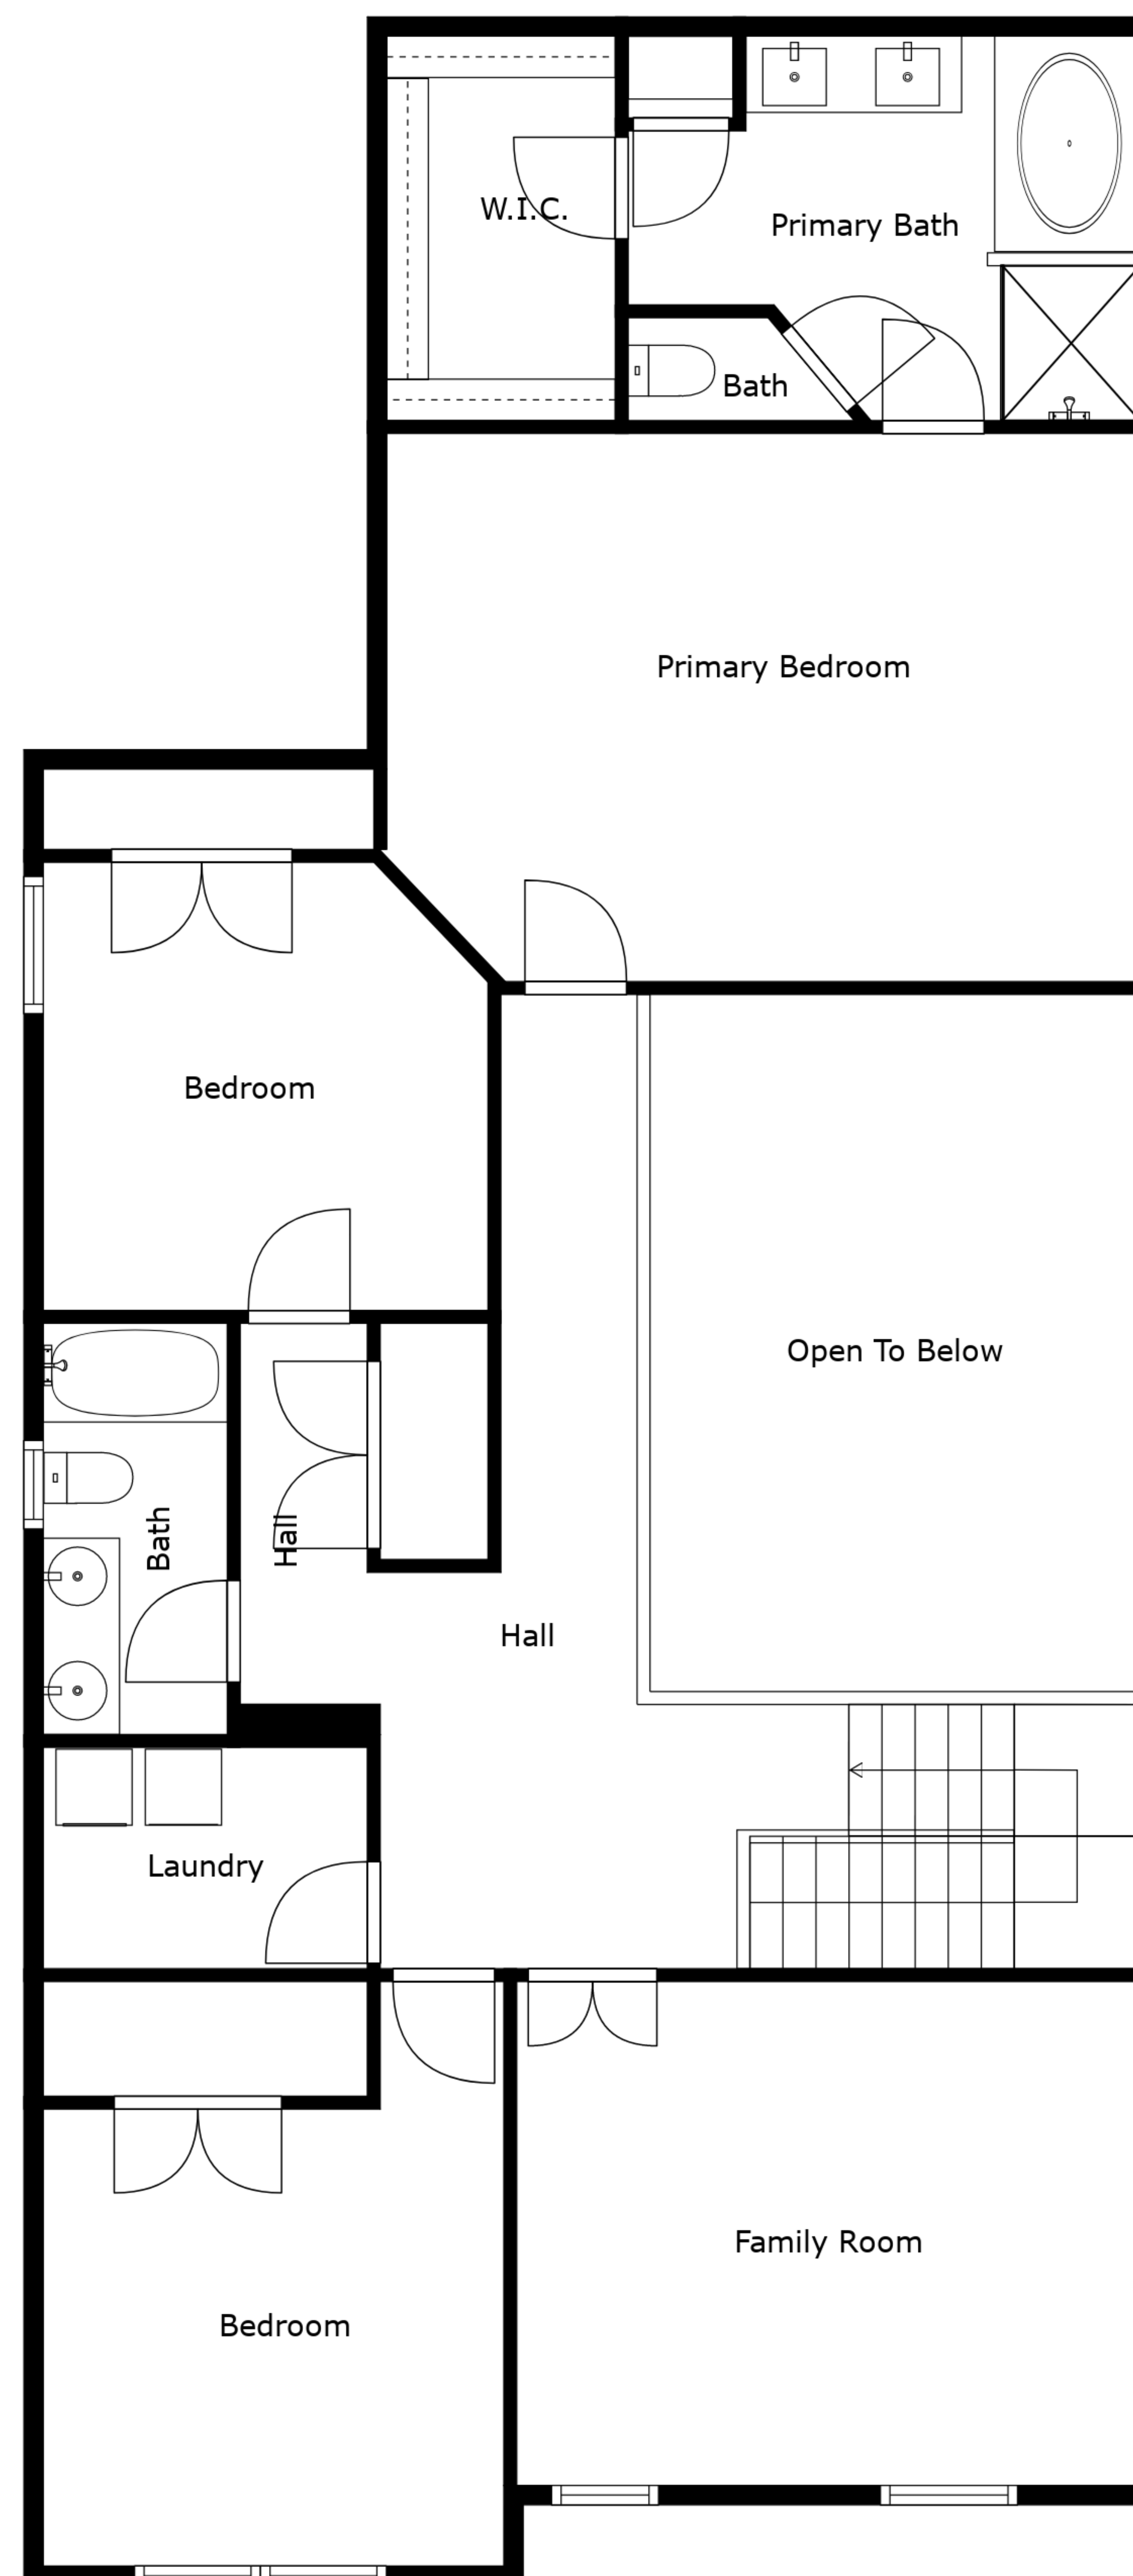 W.I.C.
Primary Bath
Bath
Primary Bedroom
Bedroom
Open To Below
Bath
Hall
Hall
Laundry
Family Room
Bedroom